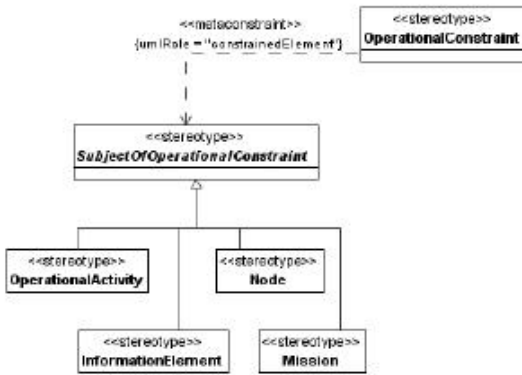 <<metaconstraint>>
{umlRole = "constrainedElement"}
<<stereotype>>
OperationalConstraint
<<stereotype>>
SubjectOfOperationalConstraint
<<stereotype>>
OperationalActivity
<<stereotype>>
Node
<<stereotype>>
InformationElement
<<stereotype>>
Mission